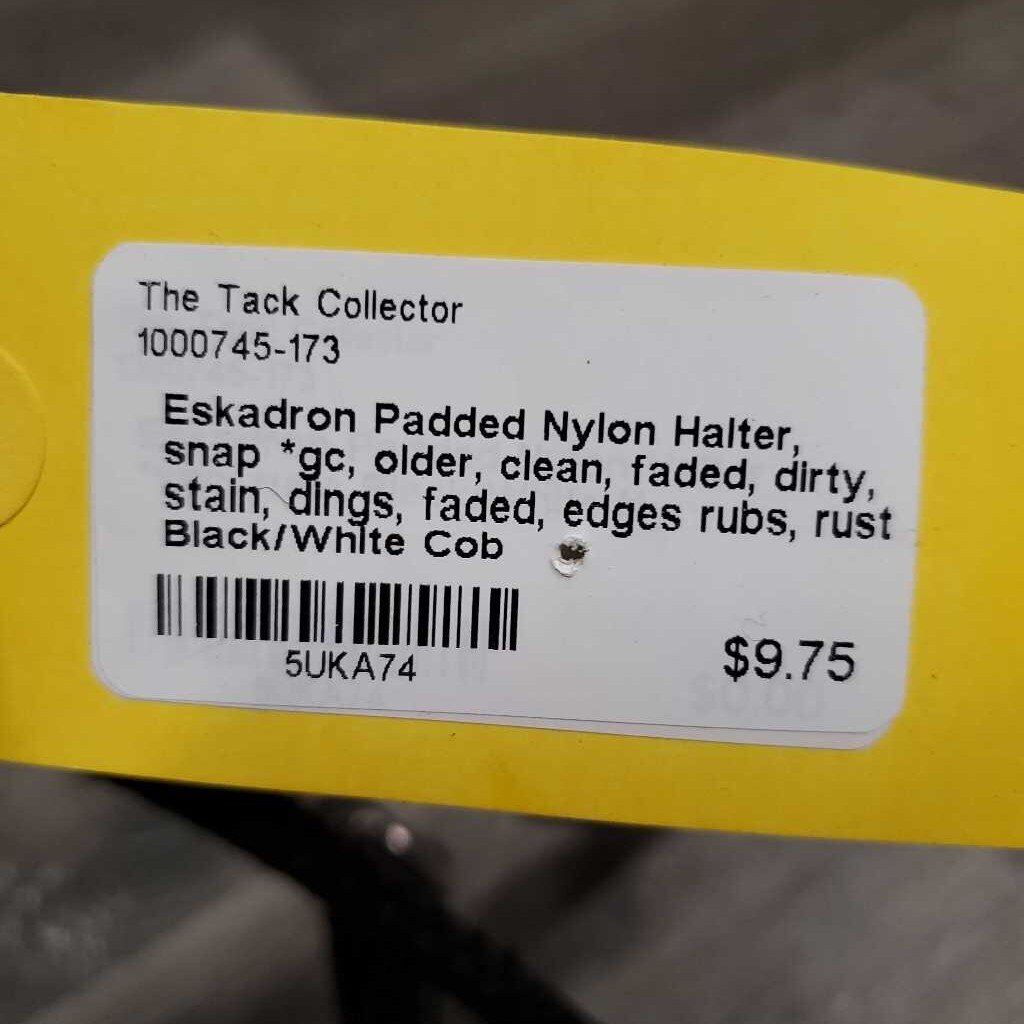 The Tack Collector
1000745-173
Eskadron Padded Nylon Halter,
snap *gc, older, clean, faded, dirty,
stain, dings, faded, edges rubs, rust
Black/White Cob
5UKA74
$9.75